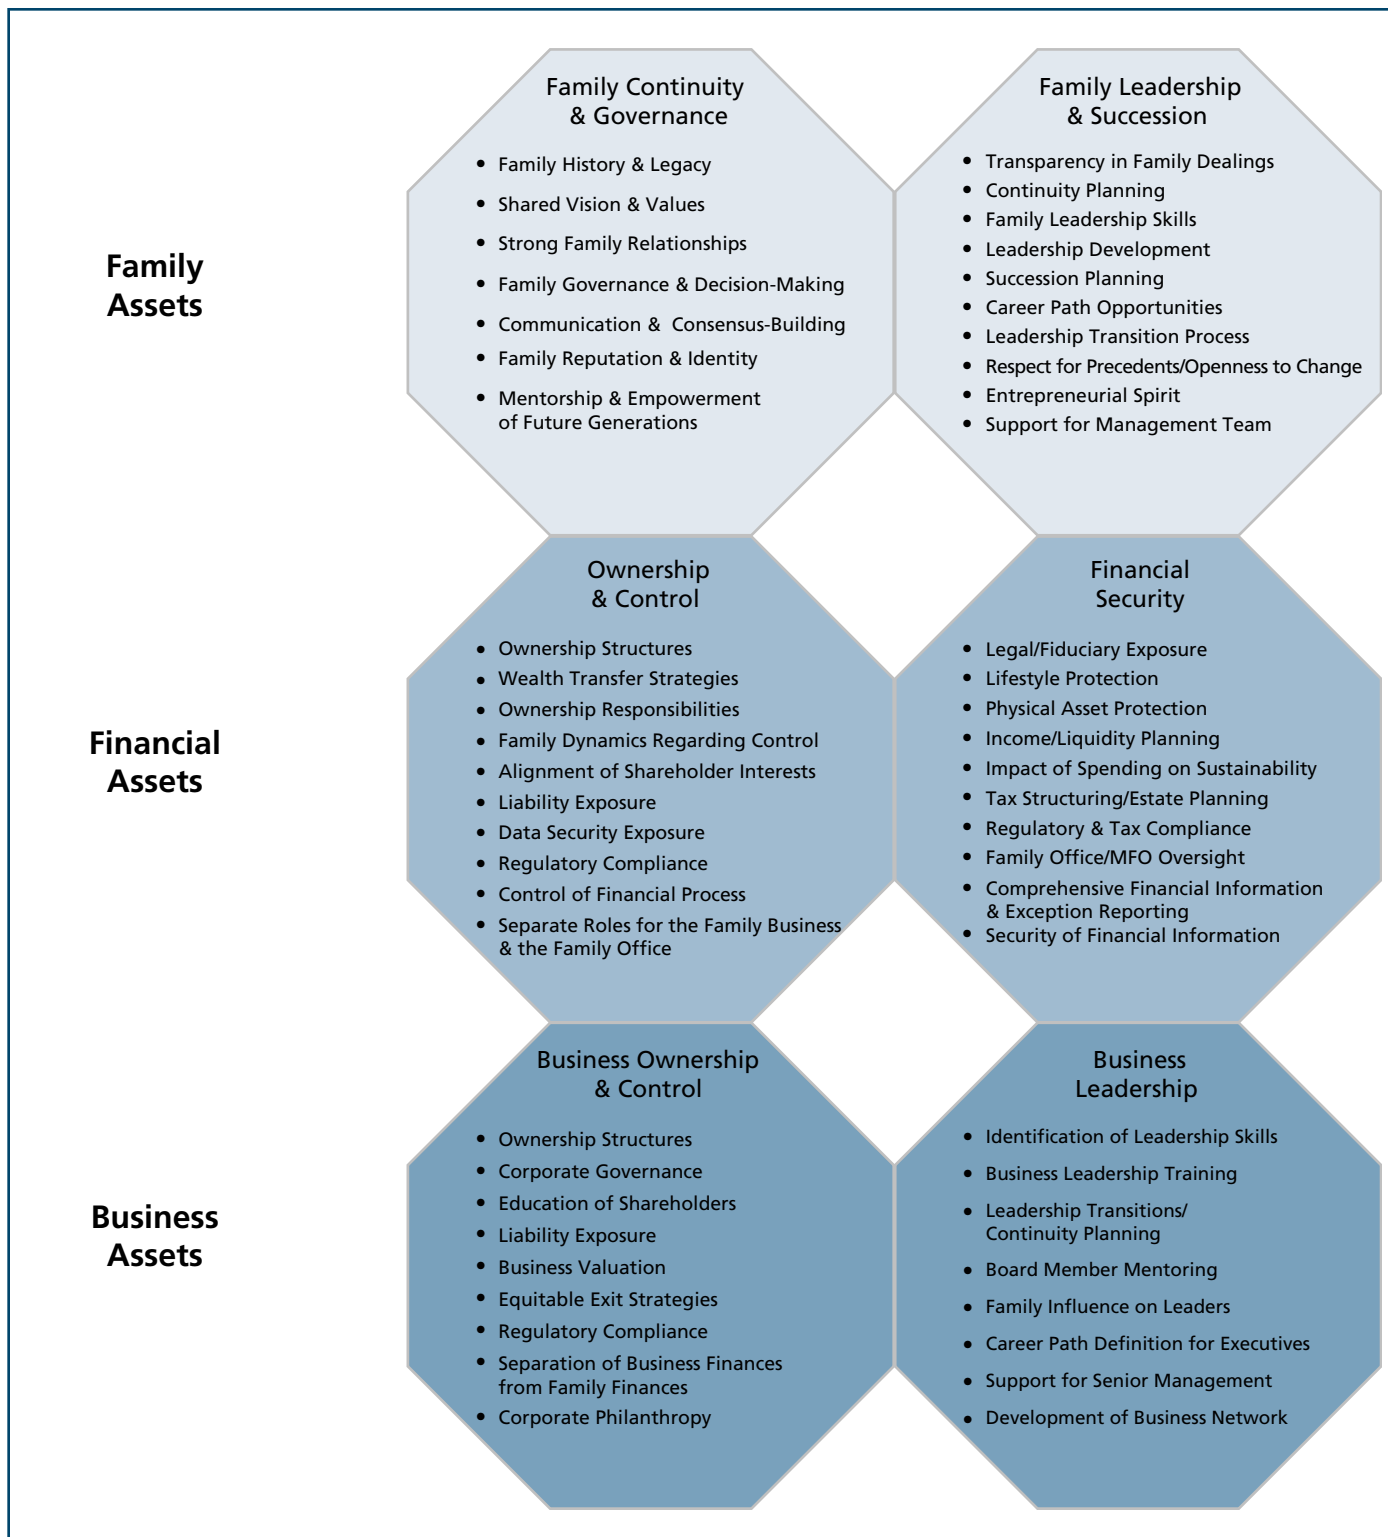 Family
Assets
Family Continuity
& Governance
• Family History & Legacy
• Shared Vision & Values
• Strong Family Relationships
• Family Governance & Decision-Making
• Communication & Consensus-Building
• Family Reputation & Identity
• Mentorship & Empowerment
of Future Generations
Family Leadership
& Succession
• Transparency in Family Dealings
• Continuity Planning
• Family Leadership Skills
• Leadership Development
• Succession Planning
• Career Path Opportunities
• Leadership Transition Process
• Respect for Precedents/Openness to Change
• Entrepreneurial Spirit
• Support for Management Team
Financial
Assets
Ownership
& Control
• Ownership Structures
• Wealth Transfer Strategies
• Ownership Responsibilities
• Family Dynamics Regarding Control
• Alignment of Shareholder Interests
• Liability Exposure
• Data Security Exposure
• Regulatory Compliance
• Control of Financial Process
• Separate Roles for the Family Business
& the Family Office
Financial
Security
• Legal/Fiduciary Exposure
• Lifestyle Protection
• Physical Asset Protection
• Income/Liquidity Planning
• Impact of Spending on Sustainability
• Tax Structuring/Estate Planning
• Regulatory & Tax Compliance
• Family Office/MFO Oversight
• Comprehensive Financial Information
& Exception Reporting
• Security of Financial Information
Business
Assets
Business Ownership
& Control
• Ownership Structures
• Corporate Governance
• Education of Shareholders
• Liability Exposure
• Business Valuation
• Equitable Exit Strategies
• Regulatory Compliance
• Separation of Business Finances
from Family Finances
• Corporate Philanthropy
Business
Leadership
• Identification of Leadership Skills
• Business Leadership Training
• Leadership Transitions/
Continuity Planning
• Board Member Mentoring
• Family Influence on Leaders
• Career Path Definition for Executives
• Support for Senior Management
• Development of Business Network